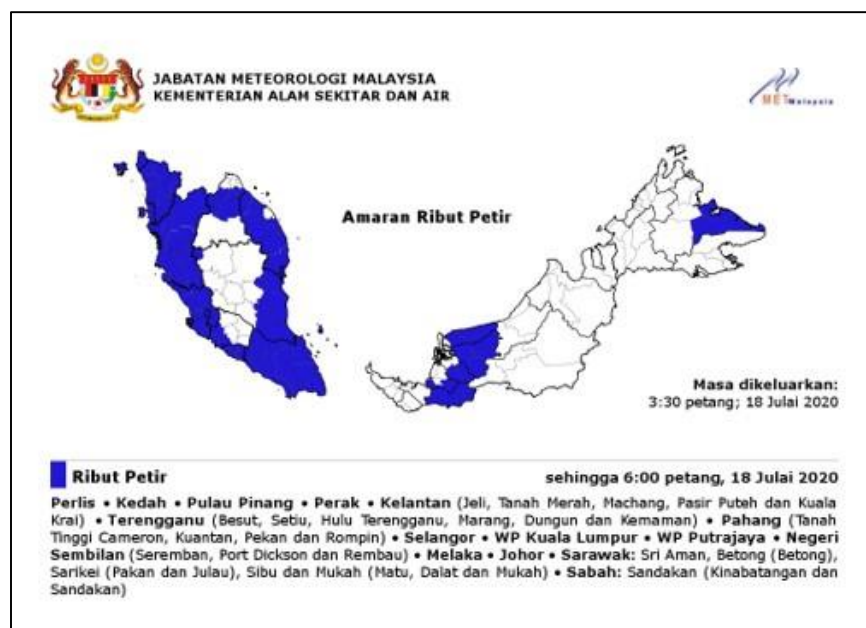 JABATAN METEOROLOGI MALAYSIA
KEMENTERIAN ALAM SEKITAR DAN AIR
MET Malaysia
Amaran Ribut Petir
Masa dikeluarkan:
3:30 petang; 18 Julai 2020
Ribut Petir
sehingga 6:00 petang, 18 Julai 2020
Perlis • Kedah • Pulau Pinang • Perak • Kelantan (Jeli, Tanah Merah, Machang, Pasir Puteh dan Kuala
Krai) • Terengganu (Besut, Setiu, Hulu Terengganu, Marang, Dungun dan Kemaman) • Pahang (Tanah
Tinggi Cameron, Kuantan, Pekan dan Rompin) • Selangor • WP Kuala Lumpur • WP Putrajaya • Negeri
Sembilan (Seremban, Port Dickson dan Rembau) • Melaka • Johor • Sarawak: Sri Aman, Betong (Betong),
Sarikei (Pakan dan Julau), Sibu dan Mukah (Matu, Dalat dan Mukah) • Sabah: Sandakan (Kinabatangan dan
Sandakan)